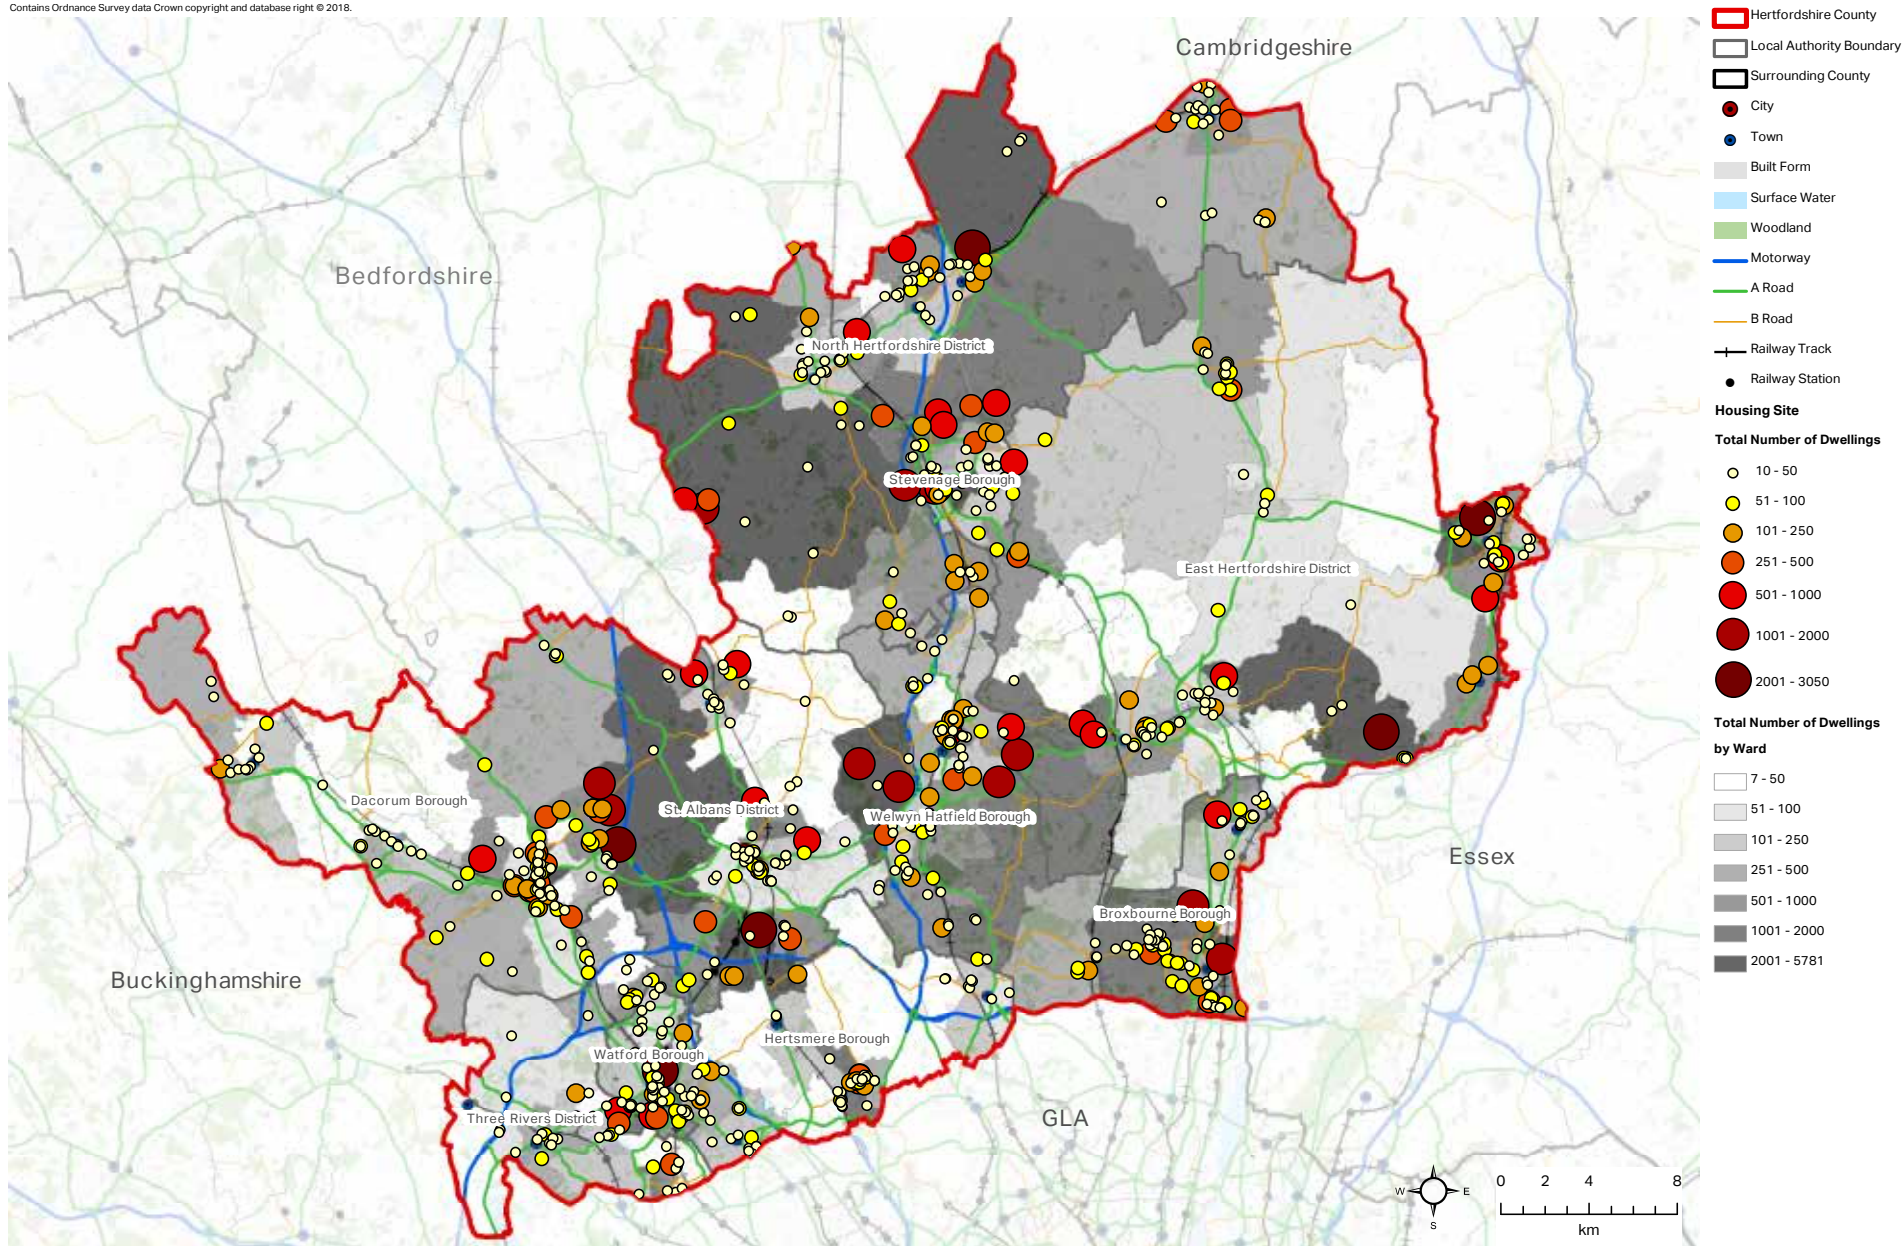 Contains Ordnance Survey data Crown copyright and database right © 2018.
Cambridgeshire
Bedfordshire
North Hertfordshire District
Stevenage Borough
East Hertfordshire District
Dacorum Borough
St. Albans District
Welwyn Hatfield Borough
Essex
Broxbourne Borough
Buckinghamshire
Hertsmere Borough
Watford Borough
Three Rivers District
GLA
Hertfordshire County
Local Authority Boundary
Surrounding County
City
Town
Built Form
Surface Water
Woodland
Motorway
A Road
B Road
Railway Track
Railway Station
Housing Site
Total Number of Dwellings
10 - 50
51 - 100
101 - 250
251 - 500
501 - 1000
1001 - 2000
2001 - 3050
Total Number of Dwellings
by Ward
7 - 50
51 - 100
101 - 250
251 - 500
501 - 1000
1001 - 2000
2001 - 5781
W E
S
0 2 4 8
km